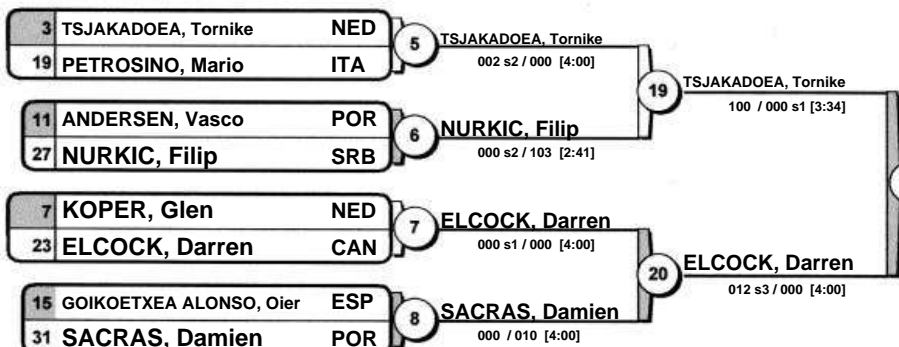 3 TSJAKADOEA, Tornike NED
19 PETROSINO, Mario ITA
5
TSJAKADOEA, Tornike
002 s2 / 000 [4:00]
11 ANDERSEN, Vasco POR
27 NURKIC, Filip SRB
6
NURKIC, Filip
000 s2 / 103 [2:41]
19
TSJAKADOEA, Tornike
100 / 000 s1 [3:34]
7 KOPER, Glen NED
23 ELCOCK, Darren CAN
7
ELCOCK, Darren
000 s1 / 000 [4:00]
15 GOIKOETXEA ALONSO, Oier ESP
31 SACRAS, Damien POR
8
SACRAS, Damien
000 / 010 [4:00]
20
ELCOCK, Darren
012 s3 / 000 [4:00]